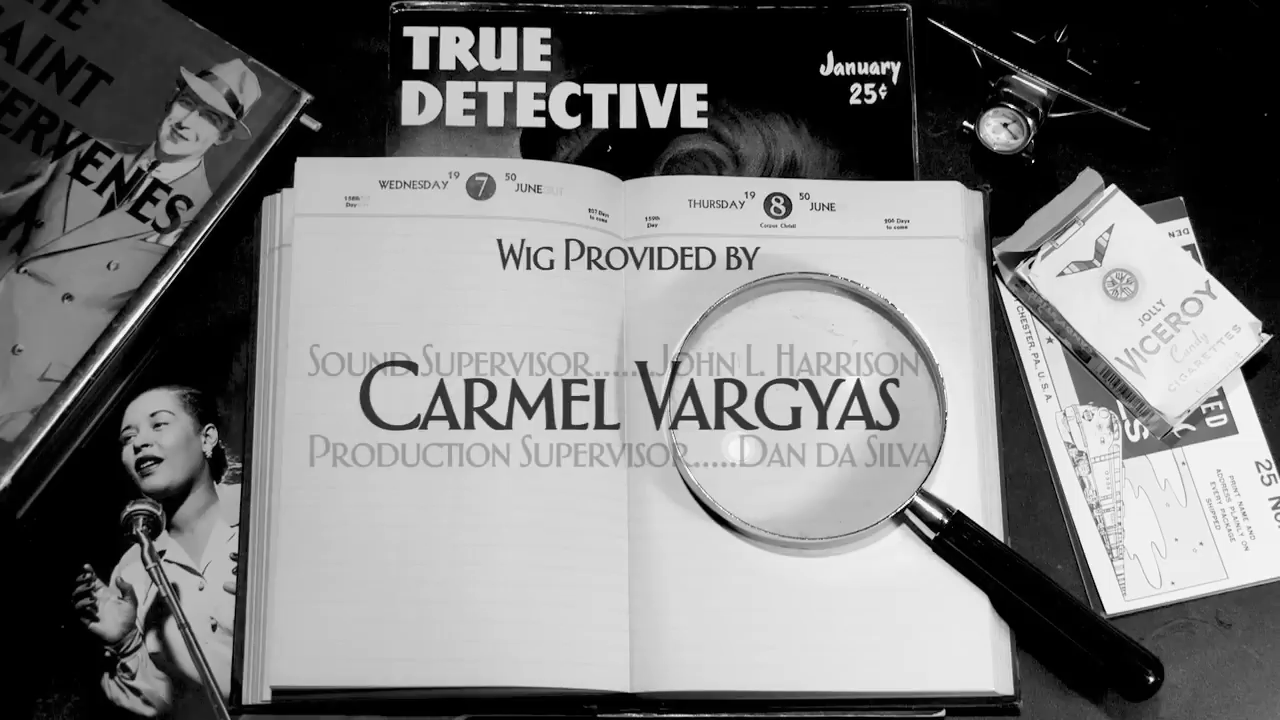 TRUE
DETECTIVE
January
25¢
AINT
ERVENES
WEDNESDAY 19 7 50 JUNE
158th
Day
207 Days
to come
THURSDAY 19 8 50 JUNE
159th
Day
Corpus Christi
206 Days
to come
WIG PROVIDED BY
SOUND SUPERVISOR......JOHN L. HARRISON
CARMEL VARGYAS
PRODUCTION SUPERVISOR.....DAN DA SILVA
JOLLY
VICEROY
Candy
CIGARETTES
DEN
CHESTER, PA. U.S.A.
TED
25 N
PRINT NAME AND
ADDRESS PLAINLY ON
EVERY PACKAGE
SHIPPED